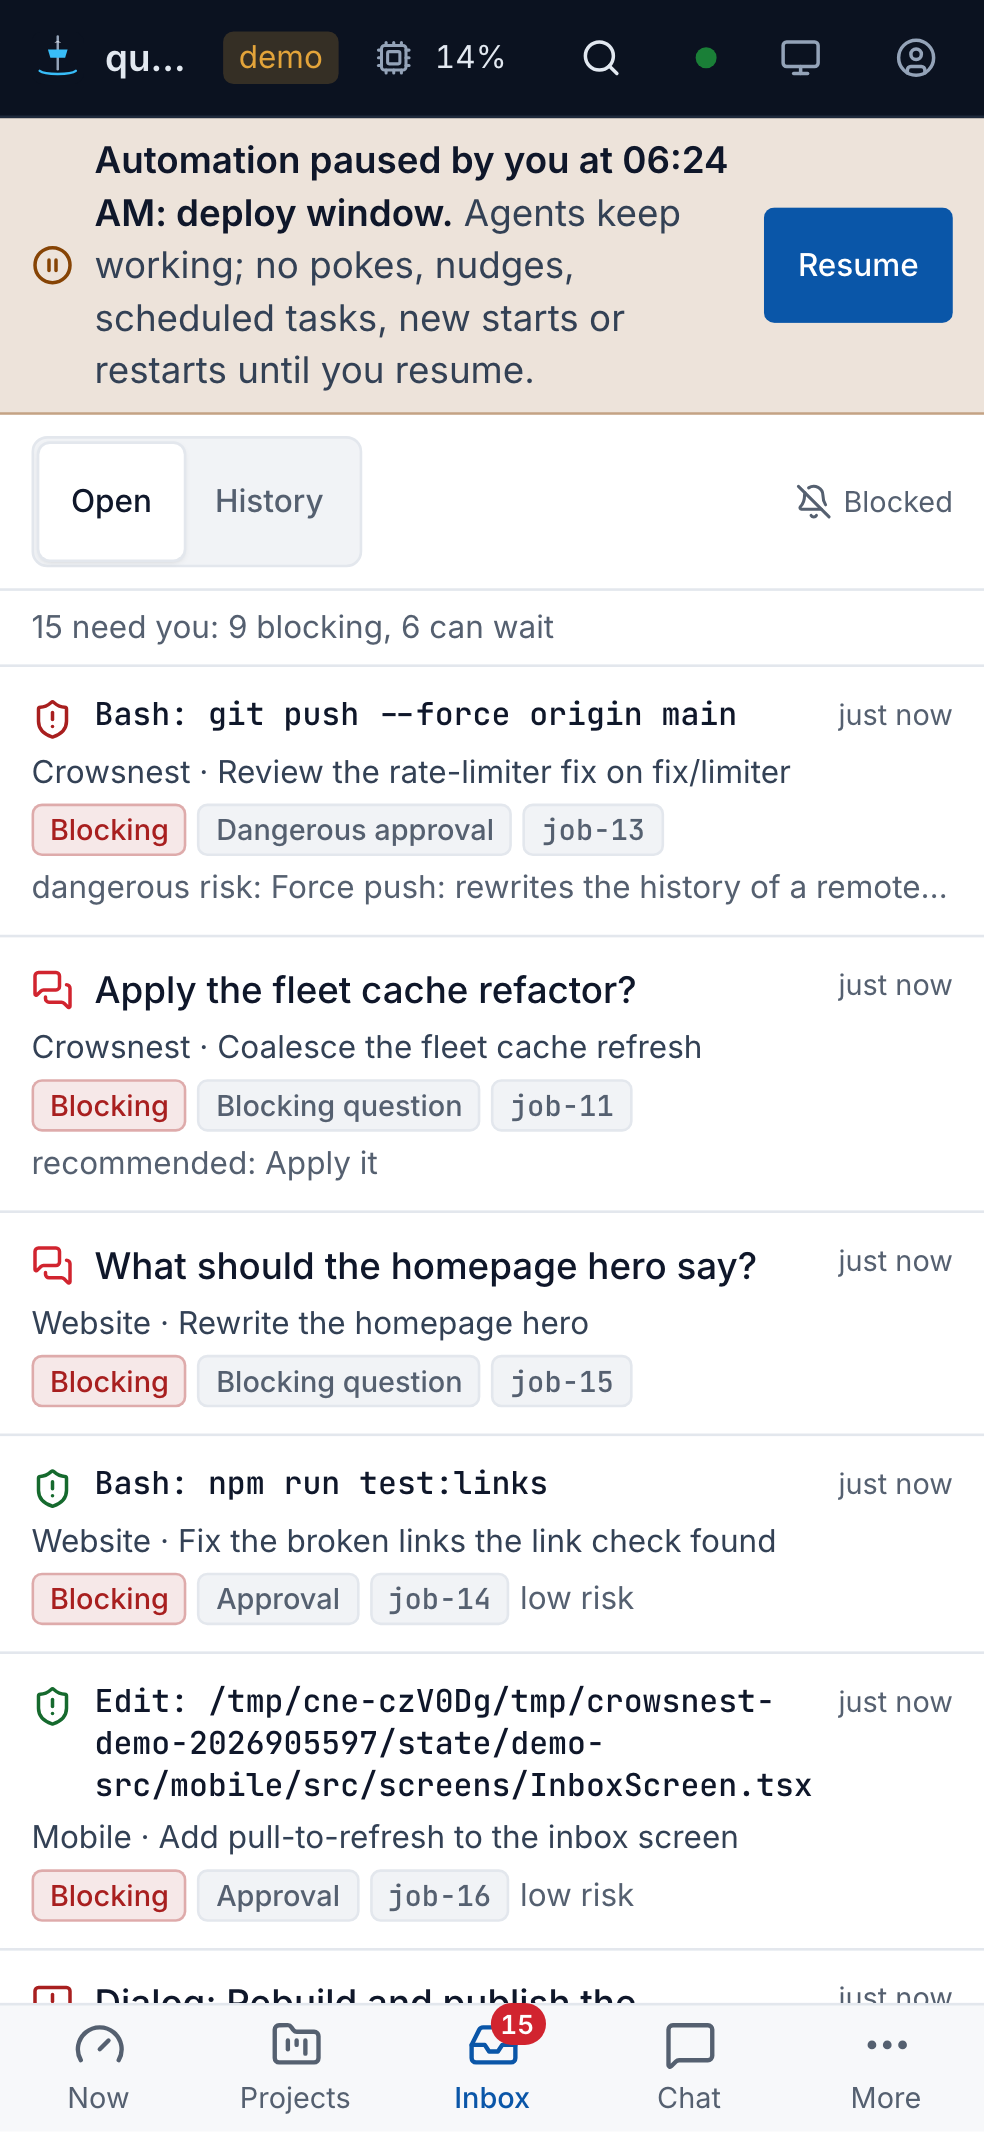 qu...
demo
14%
Automation paused by you at 06:24
AM: deploy window. Agents keep
working; no pokes, nudges,
scheduled tasks, new starts or
restarts until you resume.
Resume
Open
History
Blocked
15 need you: 9 blocking, 6 can wait
Bash: git push --force origin main
just now
Crowsnest · Review the rate-limiter fix on fix/limiter
Blocking
Dangerous approval
job-13
dangerous risk: Force push: rewrites the history of a remote...
Apply the fleet cache refactor?
just now
Crowsnest · Coalesce the fleet cache refresh
Blocking
Blocking question
job-11
recommended: Apply it
What should the homepage hero say?
just now
Website · Rewrite the homepage hero
Blocking
Blocking question
job-15
Bash: npm run test:links
just now
Website · Fix the broken links the link check found
Blocking
Approval
job-14
low risk
Edit: /tmp/cne-czV0Dg/tmp/crowsnest-
just now
demo-2026905597/state/demo-
src/mobile/src/screens/InboxScreen.tsx
Mobile · Add pull-to-refresh to the inbox screen
Blocking
Approval
job-16
low risk
Dialog: Rebuild and publish the
just now
15
Now
Projects
Inbox
Chat
More